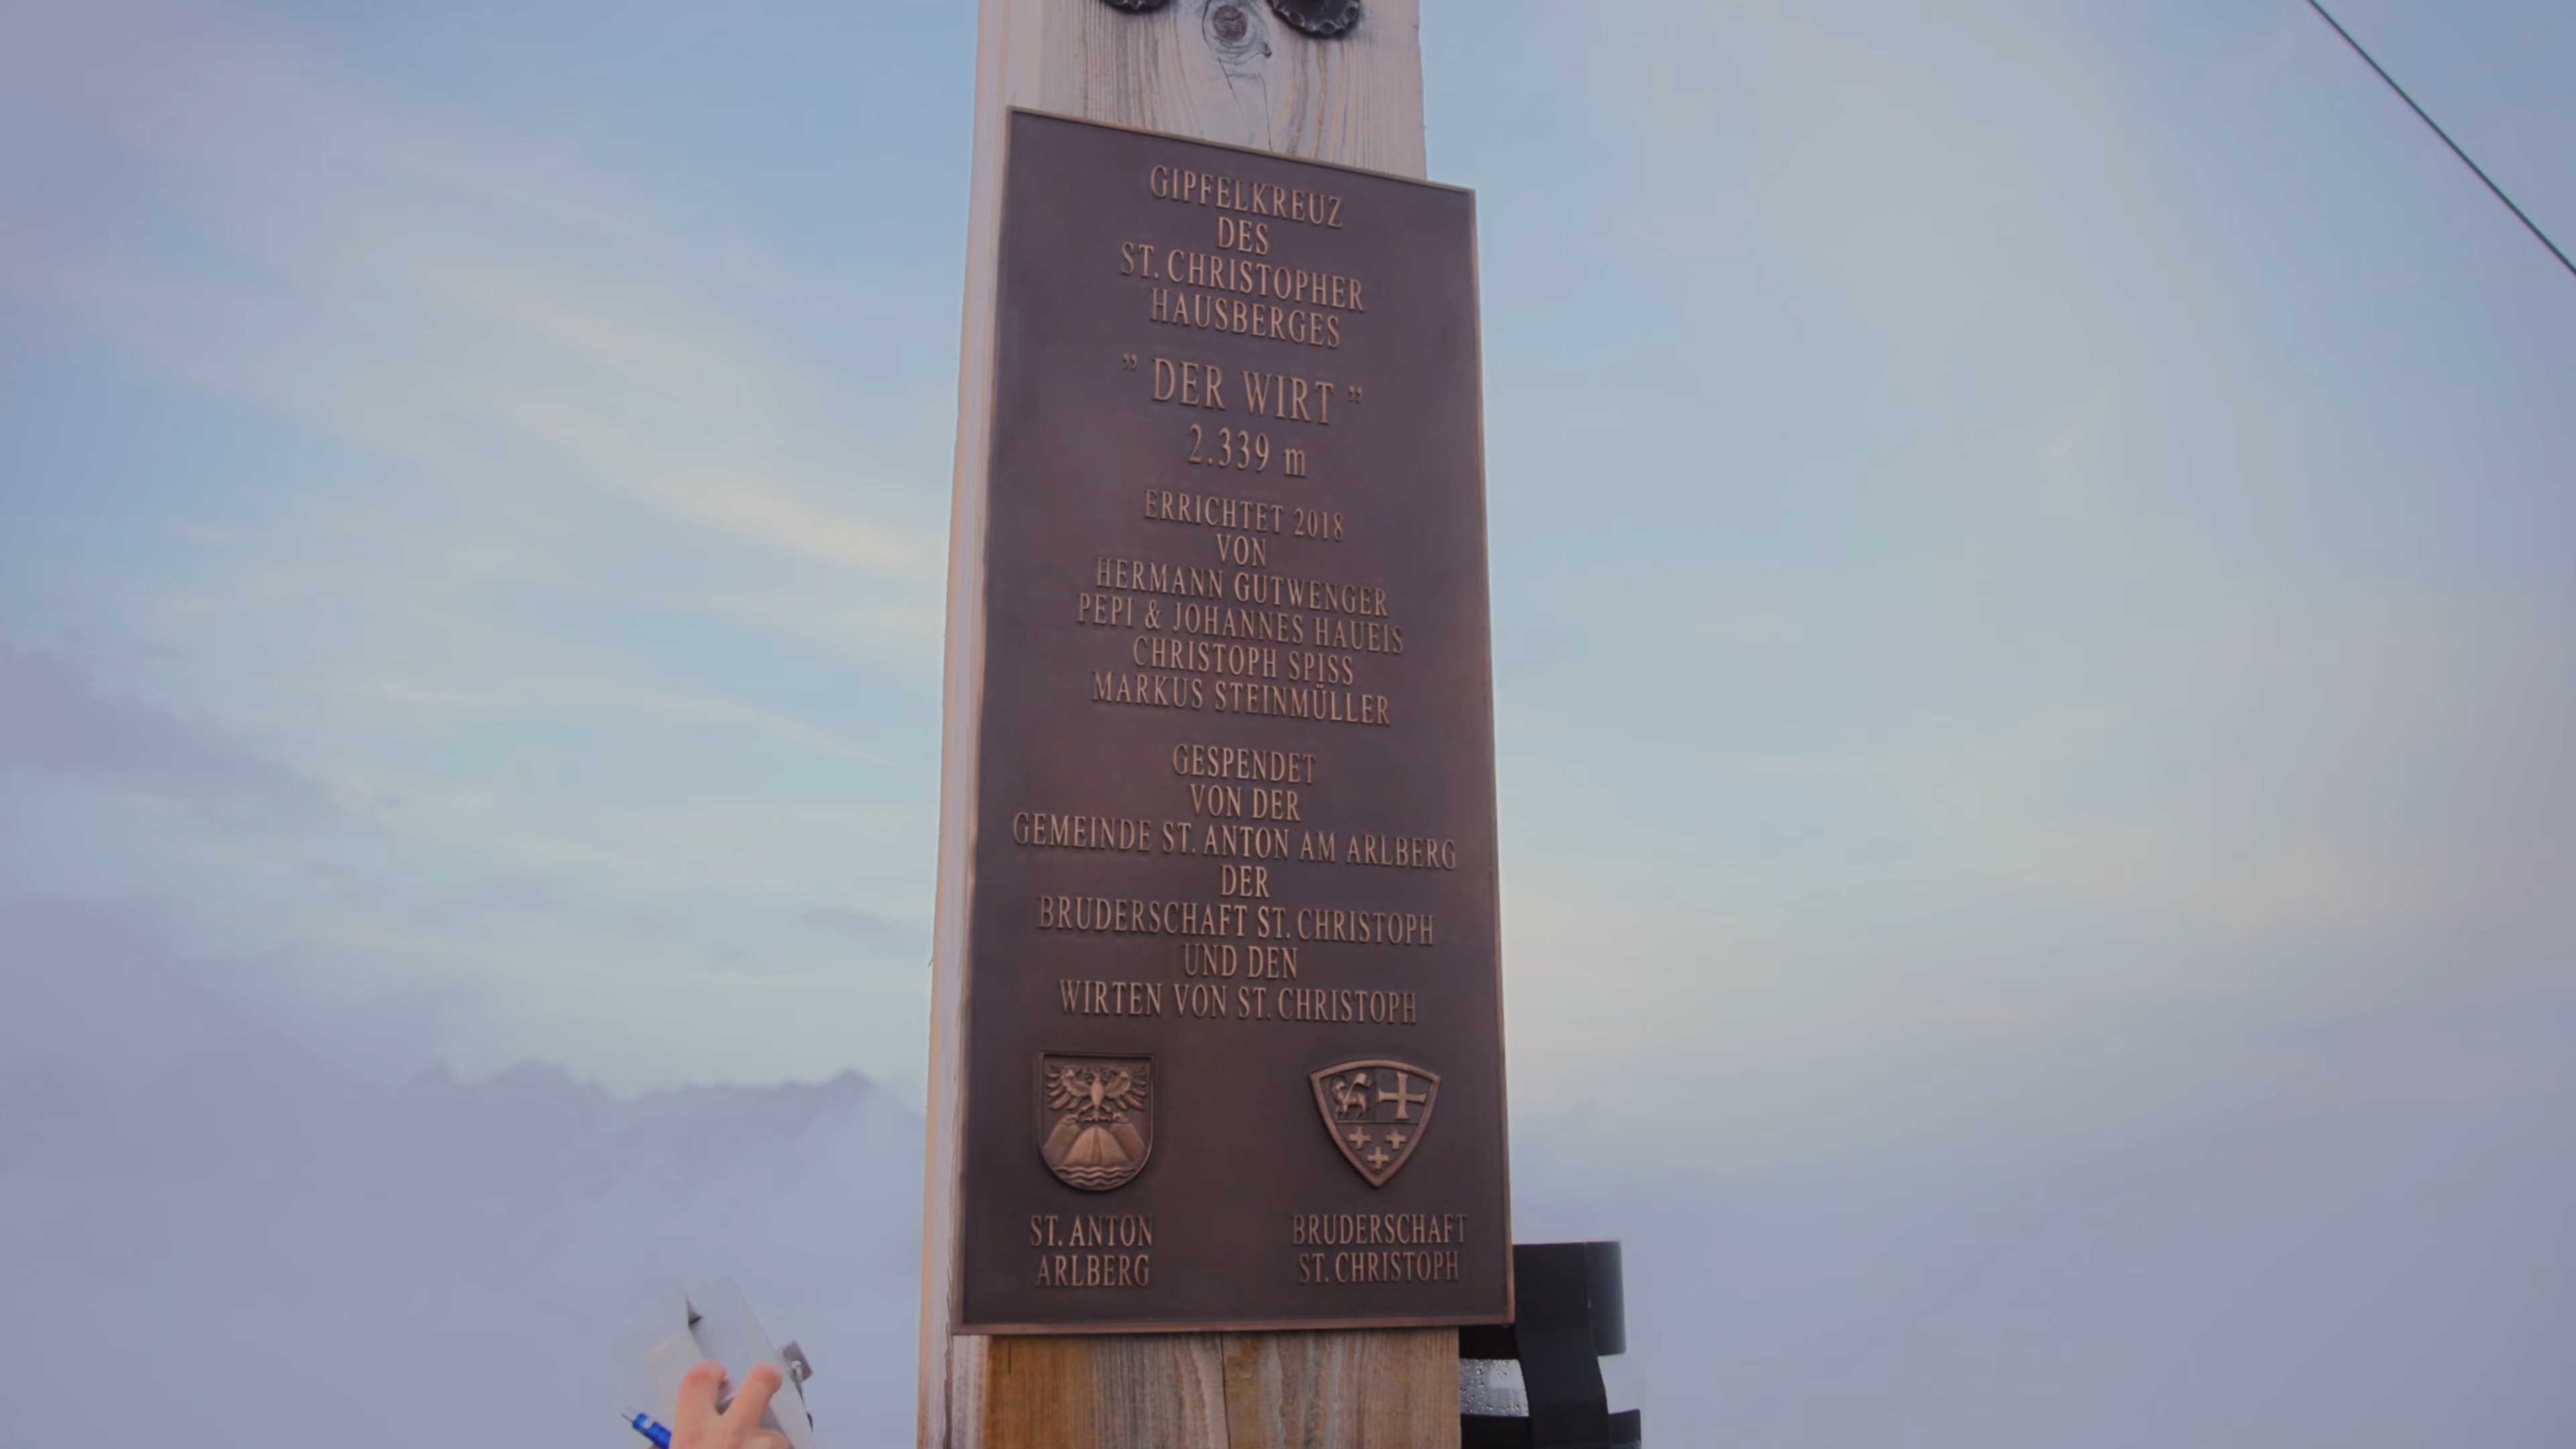 GIPFELKREUZ
DES
ST. CHRISTOPHER
HAUSBERGES
” DER WIRT ”
2.339 m
ERRICHTET 2018
VON
HERMANN GUTWENGER
PEPI & JOHANNES HAUEIS
CHRISTOPH SPISS
MARKUS STEINMÜLLER
GESPENDET
VON DER
GEMEINDE ST. ANTON AM ARLBERG
DER
BRUDERSCHAFT ST. CHRISTOPH
UND DEN
WIRTEN VON ST. CHRISTOPH
ST. ANTON
ARLBERG
BRUDERSCHAFT
ST. CHRISTOPH